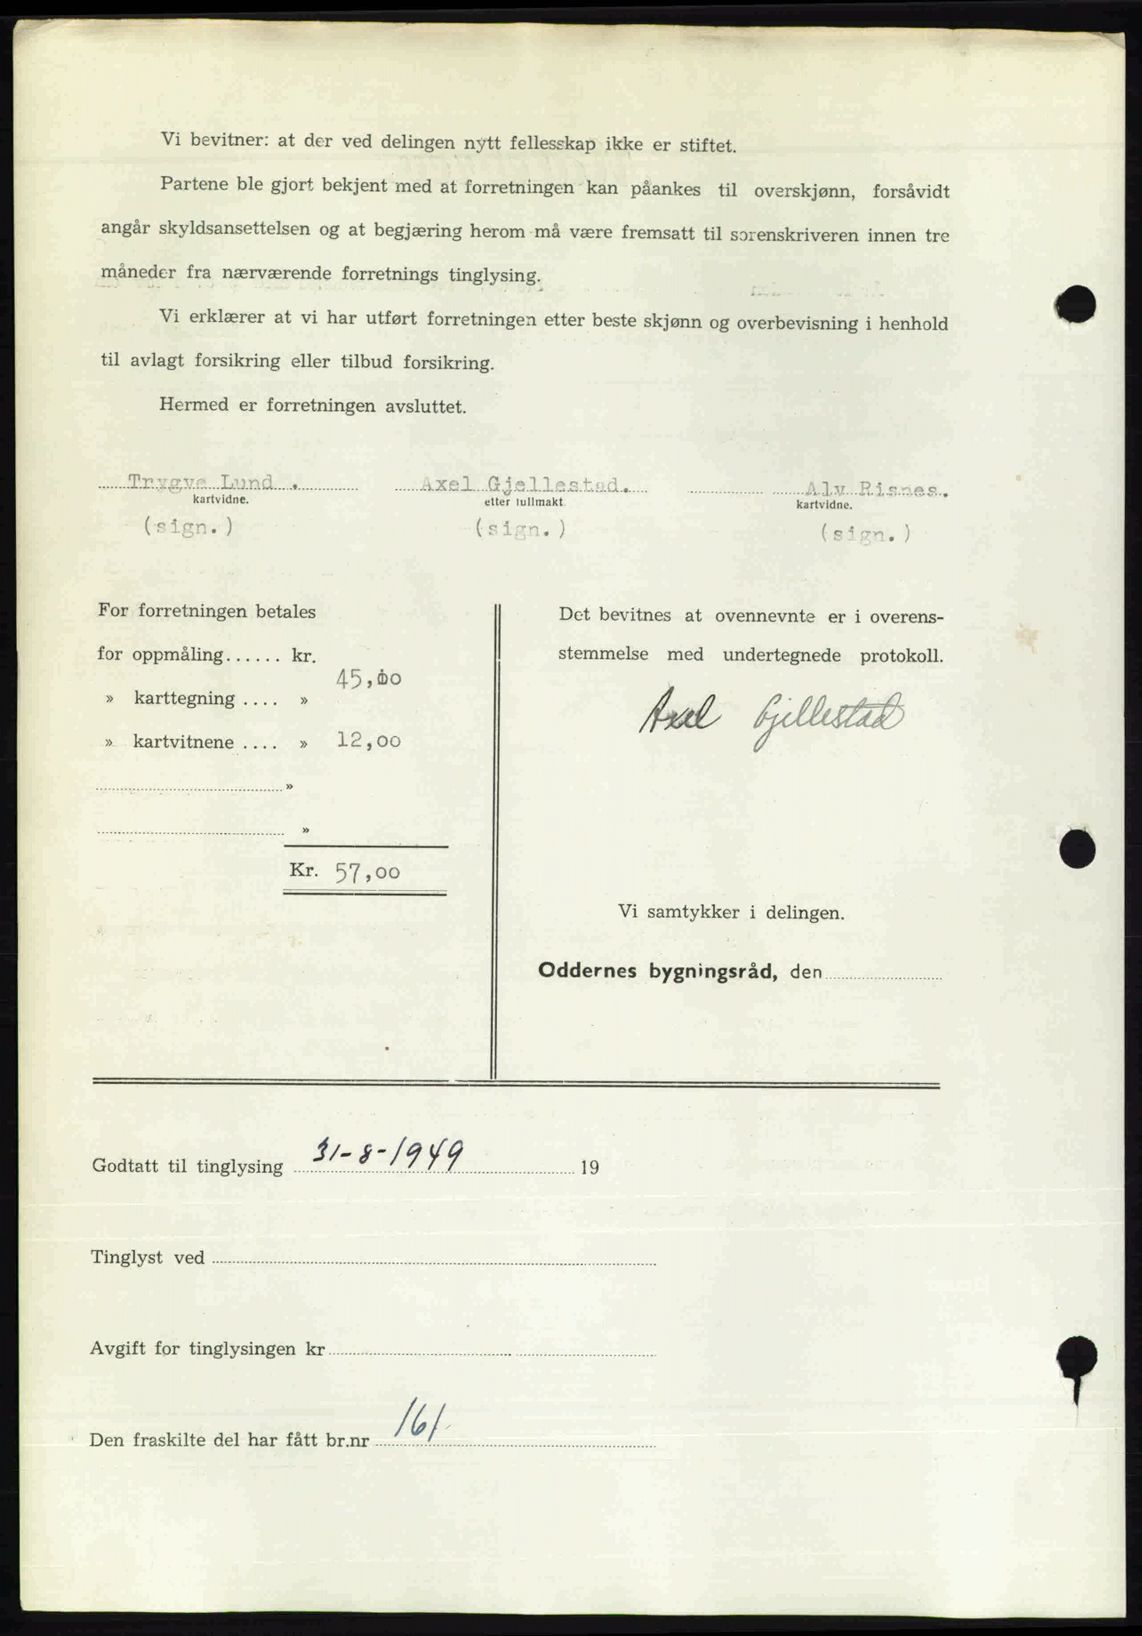 Vi bevitner: at der ved delingen nytt fellesskap ikke er stiftet.
Partene ble gjort bekjent med at forretningen kan påankes til overskjønn, forsåvidt
angår skyldsansettelsen og at begjæring herom må være fremsatt til sorenskriveren innen tre
måneder fra nærværende forretnings tinglysing.
Vi erklærer at vi har utført forretningen etter beste skjønn og overbevisning i henhold
til avlagt forsikring eller tilbud forsikring.
Hermed er forretningen avsluttet.
Trygve Lund . Axel Gjellestad. Alv Risnes.
kartvidne. etter fullmakt kartvidne.
(sign.) (sign.) (sign.)
For forretningen betales
for oppmåling...... kr.
45,00
» karttegning .... »
» kartvitnene .... » 12,00
»
»
Kr. 57,00
Det bevitnes at ovennevnte er i overens-
stemmelse med undertegnede protokoll.
Axel Gjellestad
Vi samtykker i delingen.
Oddernes bygningsråd, den
Godtatt til tinglysing 31-8-1949 19
Tinglyst ved
Avgift for tinglysingen kr
Den fraskilte del har fått br.nr 161